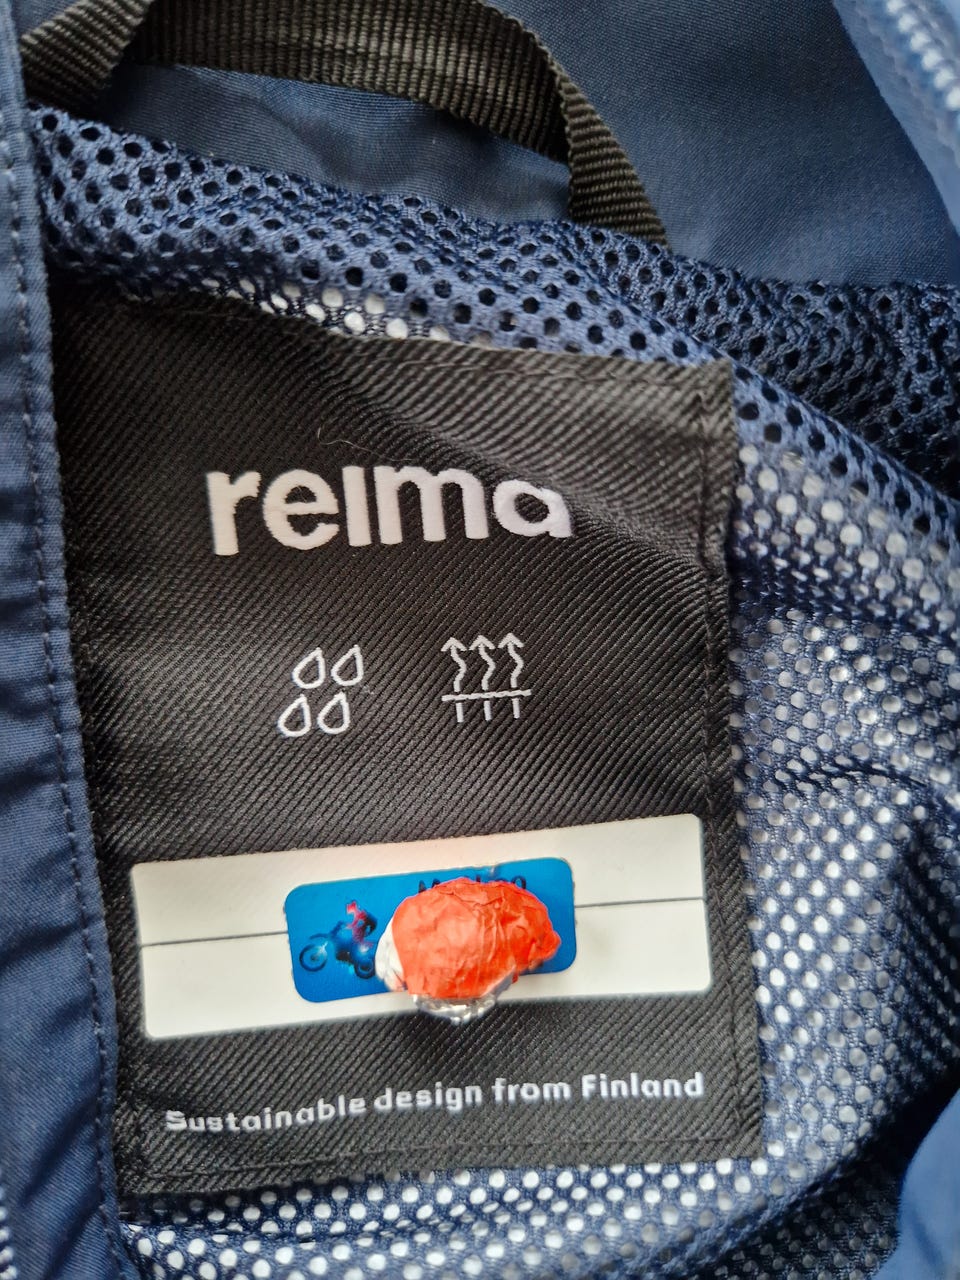 reima
Sustainable design from Finland